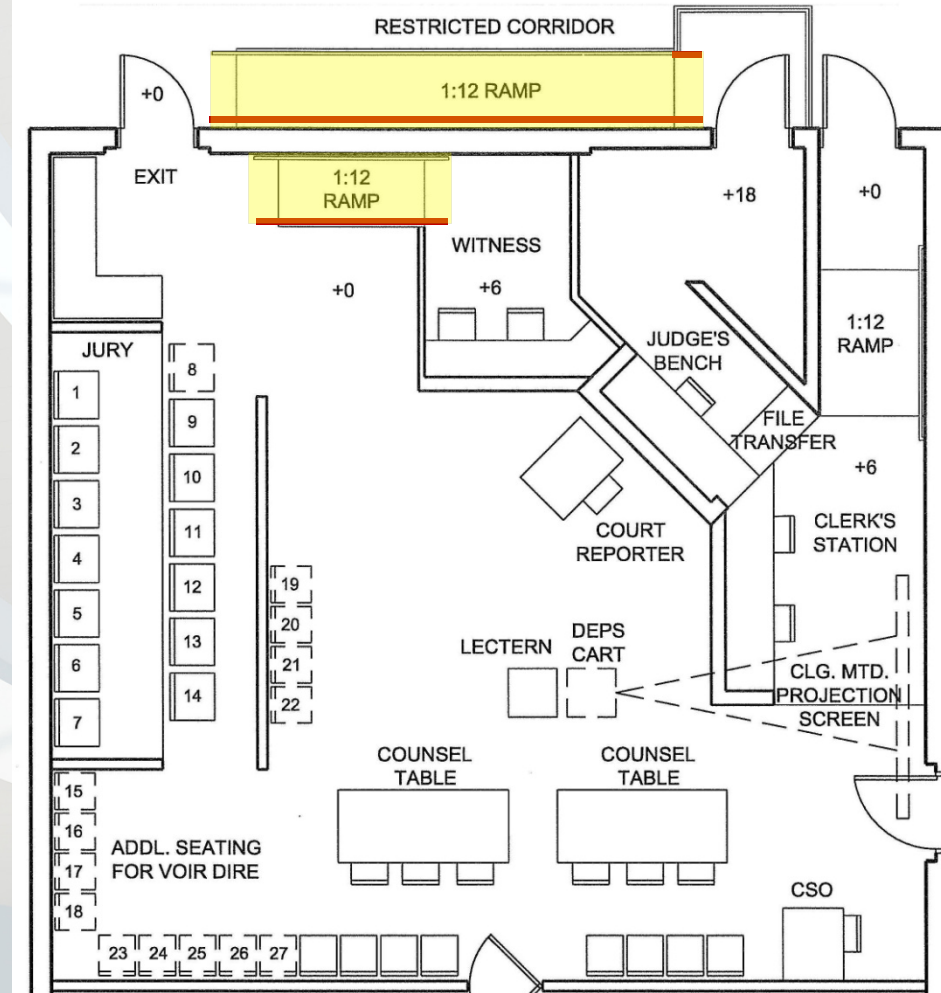 RESTRICTED CORRIDOR
1:12 RAMP
+0
EXIT
1:12
RAMP
+18
+0
WITNESS
+6
+0
1:12
RAMP
JURY
JUDGE'S
BENCH
1
2
3
4
5
6
7
8
9
10
11
12
13
14
FILE
TRANSFER
+6
CLERK'S
STATION
COURT
REPORTER
19
20
21
22
LECTERN
DEPS
CART
CLG. MTD.
PROJECTION
SCREEN
COUNSEL
TABLE
COUNSEL
TABLE
15
16
17
18
ADDL. SEATING
FOR VOIR DIRE
CSO
23
24
25
26
27